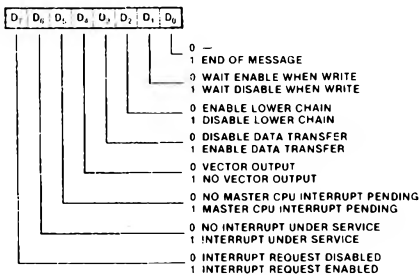 D₇ D₆ D₅ D₄ D₃ D₂ D₁ D₀
0 —
1 END OF MESSAGE
0 WAIT ENABLE WHEN WRITE
1 WAIT DISABLE WHEN WRITE
0 ENABLE LOWER CHAIN
1 DISABLE LOWER CHAIN
0 DISABLE DATA TRANSFER
1 ENABLE DATA TRANSFER
0 VECTOR OUTPUT
1 NO VECTOR OUTPUT
0 NO MASTER CPU INTERRUPT PENDING
1 MASTER CPU INTERRUPT PENDING
0 NO INTERRUPT UNDER SERVICE
1 INTERRUPT UNDER SERVICE
0 INTERRUPT REQUEST DISABLED
1 INTERRUPT REQUEST ENABLED